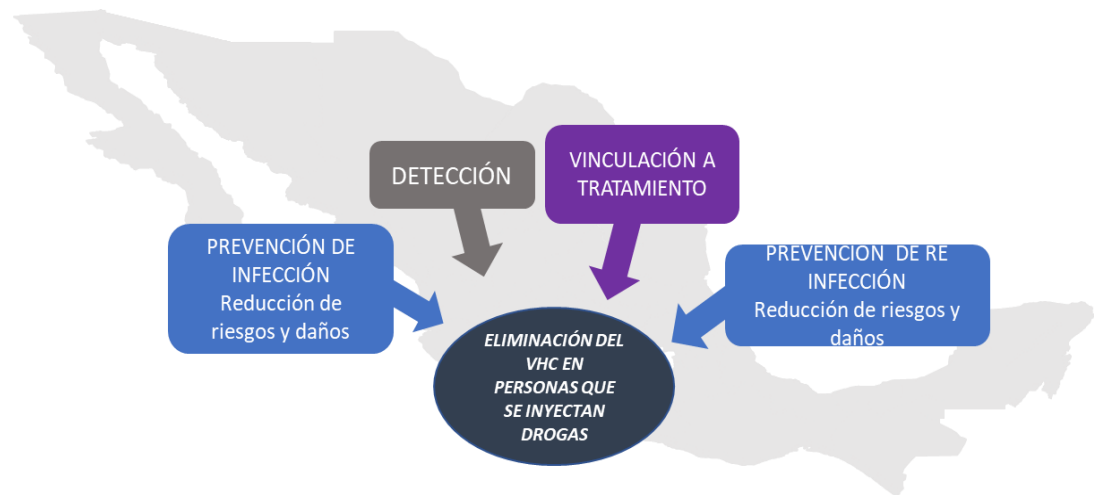 DETECCIÓN
VINCULACIÓN A
TRATAMIENTO
PREVENCIÓN DE
INFECCIÓN
Reducción de
riesgos y daños
PREVENCIÓN DE RE
INFECCIÓN
Reducción de riesgos y
daños
ELIMINACIÓN DEL
VHC EN
PERSONAS QUE
SE INYECTAN
DROGAS